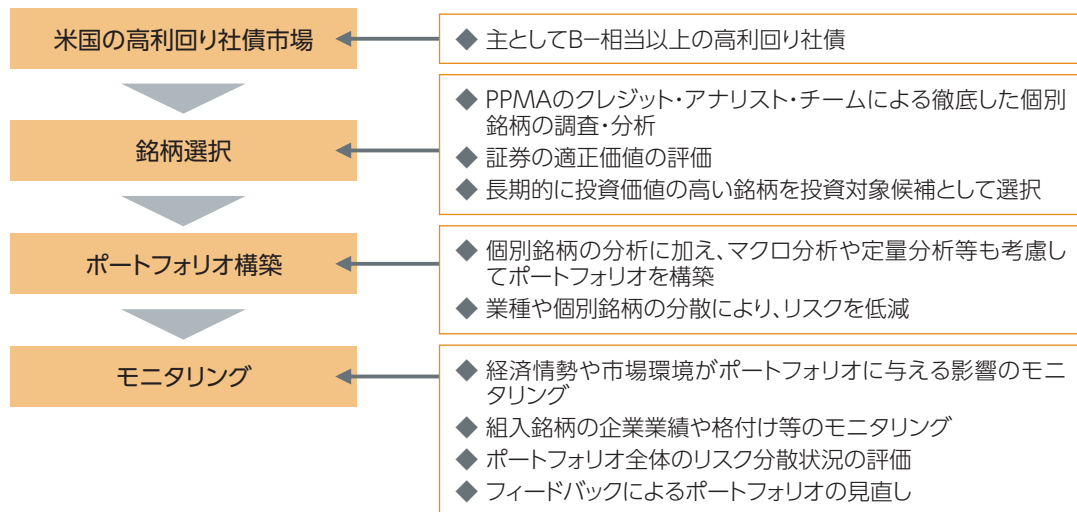 米国の高利回り社債市場
◆ 主としてB−相当以上の高利回り社債
銘柄選択
◆ PPMAのクレジット・アナリスト・チームによる徹底した個別
銘柄の調査・分析
◆ 証券の適正価値の評価
◆ 長期的に投資価値の高い銘柄を投資対象候補として選択
ポートフォリオ構築
◆ 個別銘柄の分析に加え、マクロ分析や定量分析等も考慮し
てポートフォリオを構築
◆ 業種や個別銘柄の分散により、リスクを低減
モニタリング
◆ 経済情勢や市場環境がポートフォリオに与える影響のモニ
タリング
◆ 組入銘柄の企業業績や格付け等のモニタリング
◆ ポートフォリオ全体のリスク分散状況の評価
◆ フィードバックによるポートフォリオの見直し